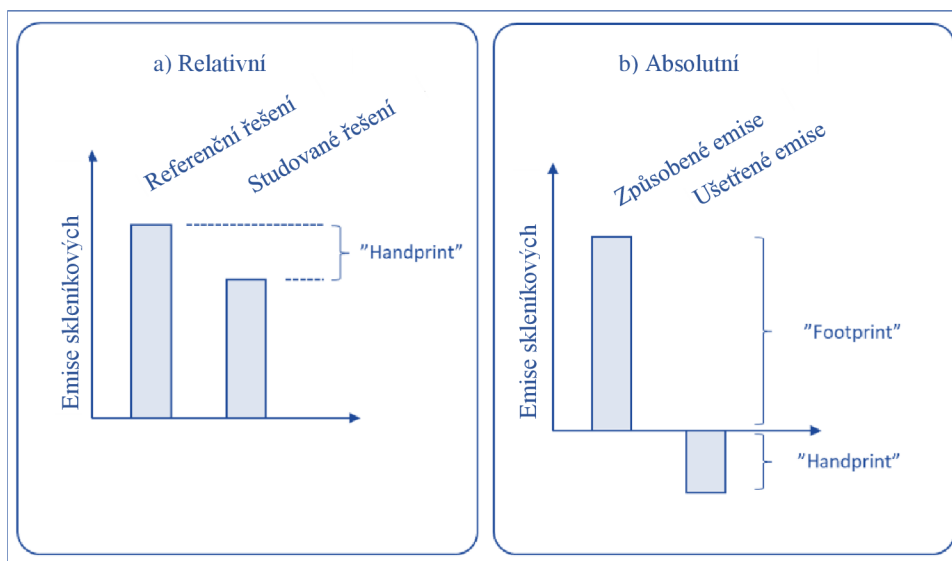 a) Relativní
Referenční řešení
Studované řešení
Emise skleníkových
”Handprint”
b) Absolutní
Způsobené emise
Ušetřené emise
Emise skleníkových
”Footprint”
”Handprint”